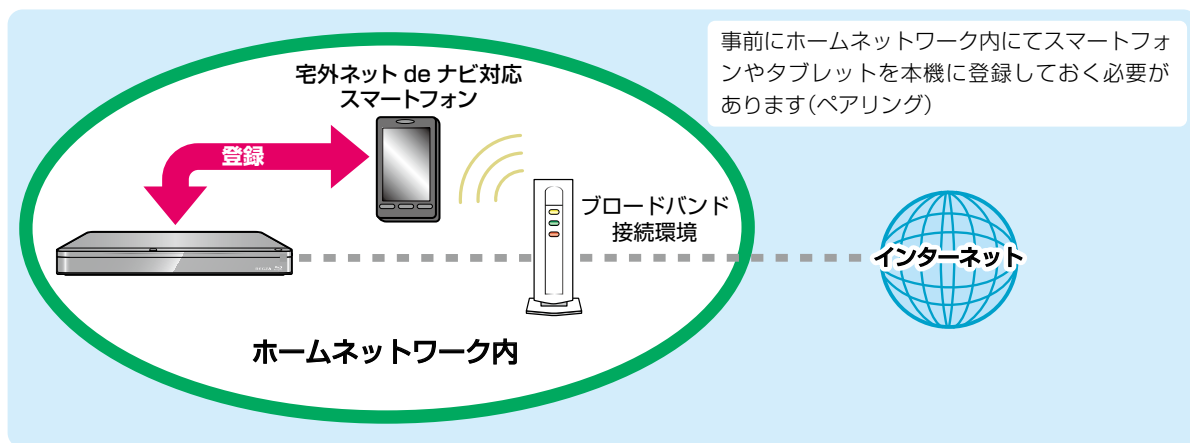 事前にホームネットワーク内にてスマートフォ
ンやタブレットを本機に登録しておく必要が
あります(ペアリング)
宅外ネット de ナビ対応
スマートフォン
登録
ブロードバンド
接続環境
インターネット
ホームネットワーク内